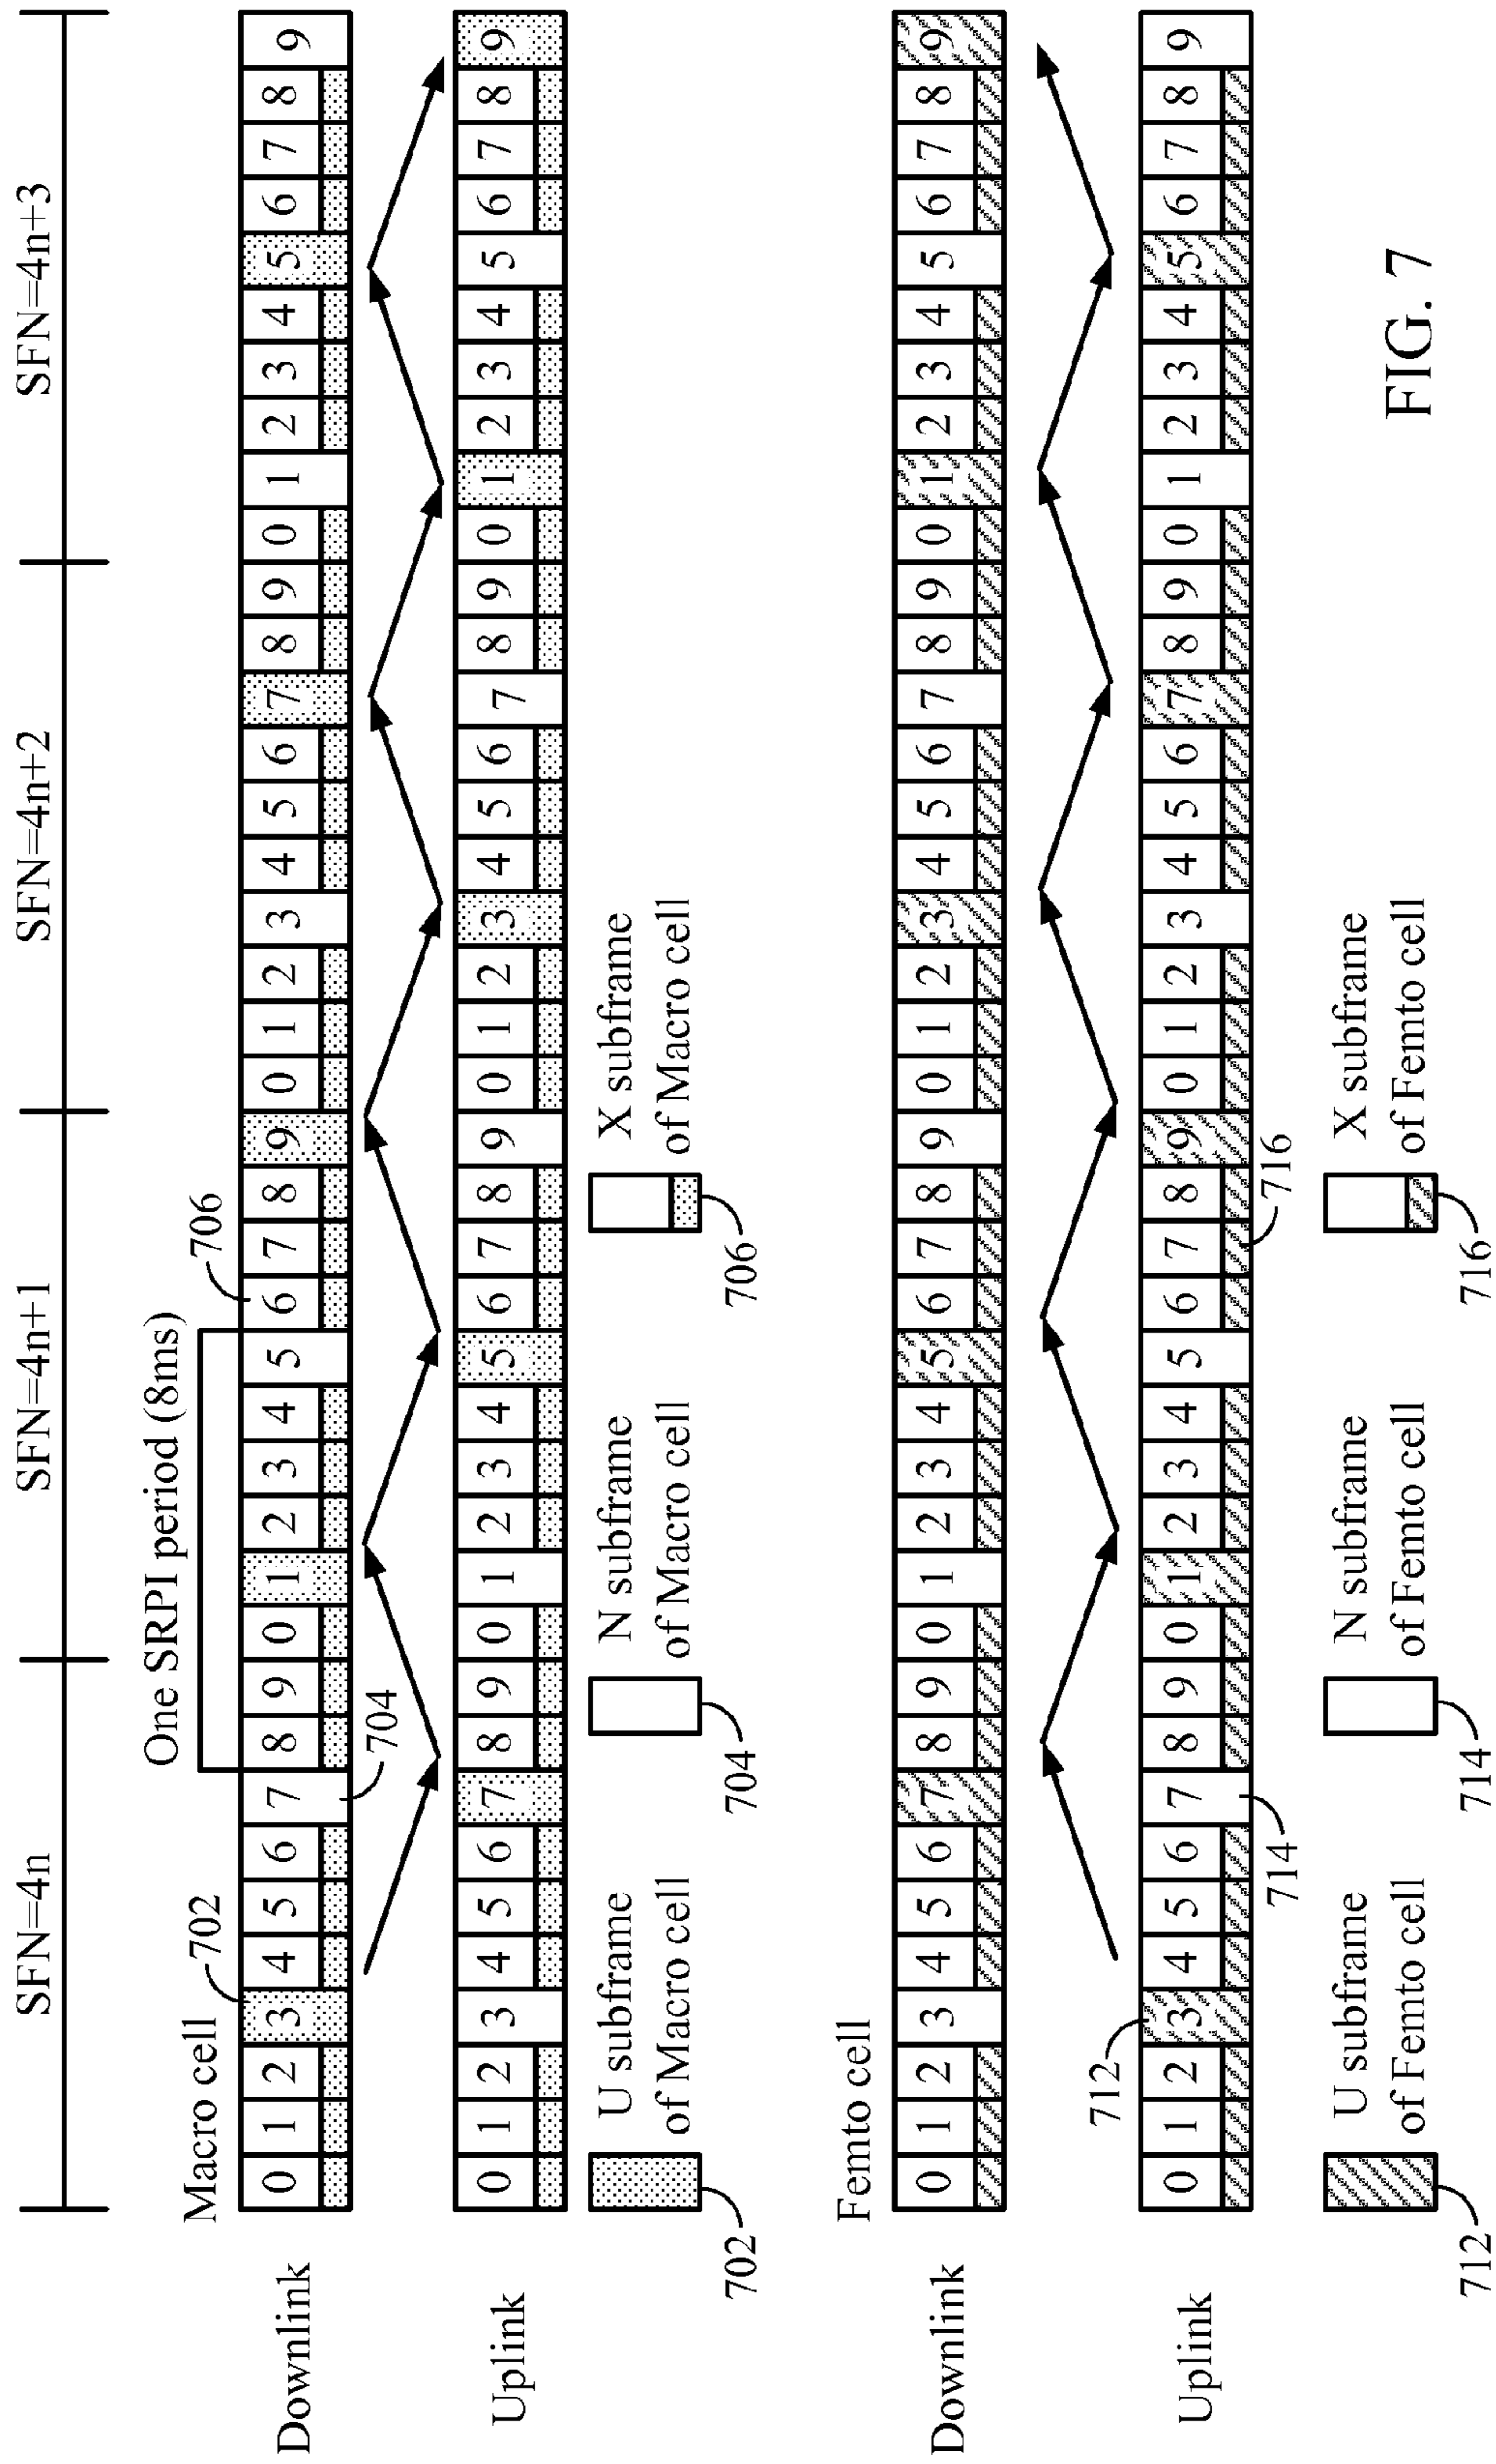 SFN=4n SFN=4n+1 SFN=4n+2 SFN=4n+3
One SRPI period (8ms)
Macro cell 702 704 706
Downlink 0 1 2 3 4 5 6 7 8 9 0 1 2 3 4 5 6 7 8 9 0 1 2 3 4 5 6 7 8 9 0 1 2 3 4 5 6 7 8 9
Uplink 0 1 2 3 4 5 6 7 8 9 0 1 2 3 4 5 6 7 8 9 0 1 2 3 4 5 6 7 8 9 0 1 2 3 4 5 6 7 8 9
U subframe N subframe X subframe
of Macro cell of Macro cell of Macro cell
702 704 706
Femto cell
Downlink 0 1 2 3 4 5 6 7 8 9 0 1 2 3 4 5 6 7 8 9 0 1 2 3 4 5 6 7 8 9 0 1 2 3 4 5 6 7 8 9
712
Uplink 0 1 2 3 4 5 6 7 8 9 0 1 2 3 4 5 6 7 8 9 0 1 2 3 4 5 6 7 8 9 0 1 2 3 4 5 6 7 8 9
714 716
U subframe N subframe X subframe
of Femto cell of Femto cell of Femto cell
712 714 716
FIG. 7